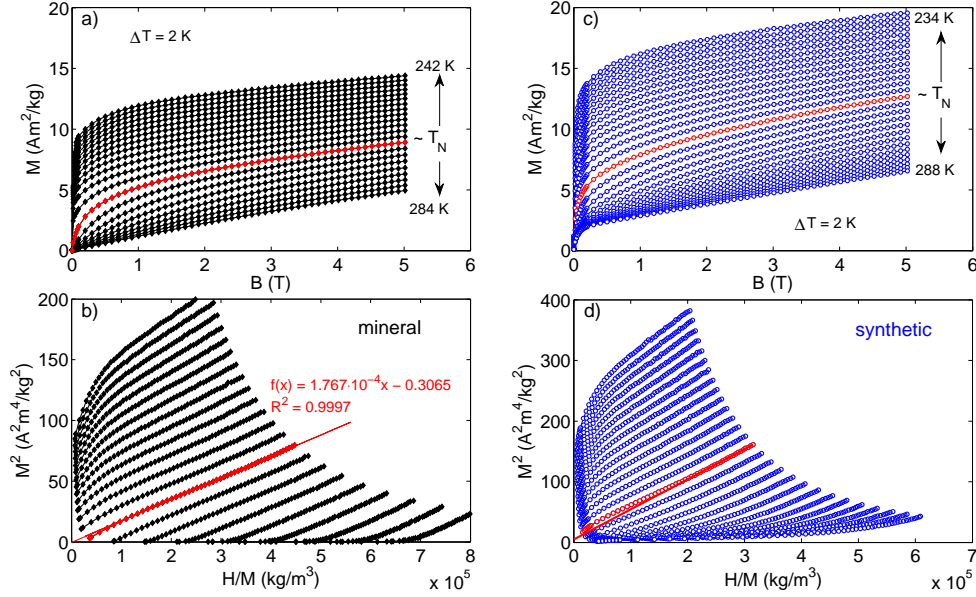 a)
ΔT = 2 K
242 K
~ T_N
284 K
M (Am²/kg)
20
15
10
5
0
0 1 2 3 4 5 6
B (T)
c)
234 K
~ T_N
288 K
ΔT = 2 K
M (Am²/kg)
20
15
10
5
0
0 1 2 3 4 5 6
B (T)
b)
mineral
f(x) = 1.767·10⁻⁴x − 0.3065
R² = 0.9997
M² (A²m⁴/kg²)
200
150
100
50
0
0 1 2 3 4 5 6 7 8
H/M (kg/m³)
x 10⁵
d)
synthetic
M² (A²m⁴/kg²)
400
300
200
100
0
0 1 2 3 4 5 6 7
H/M (kg/m³)
x 10⁵